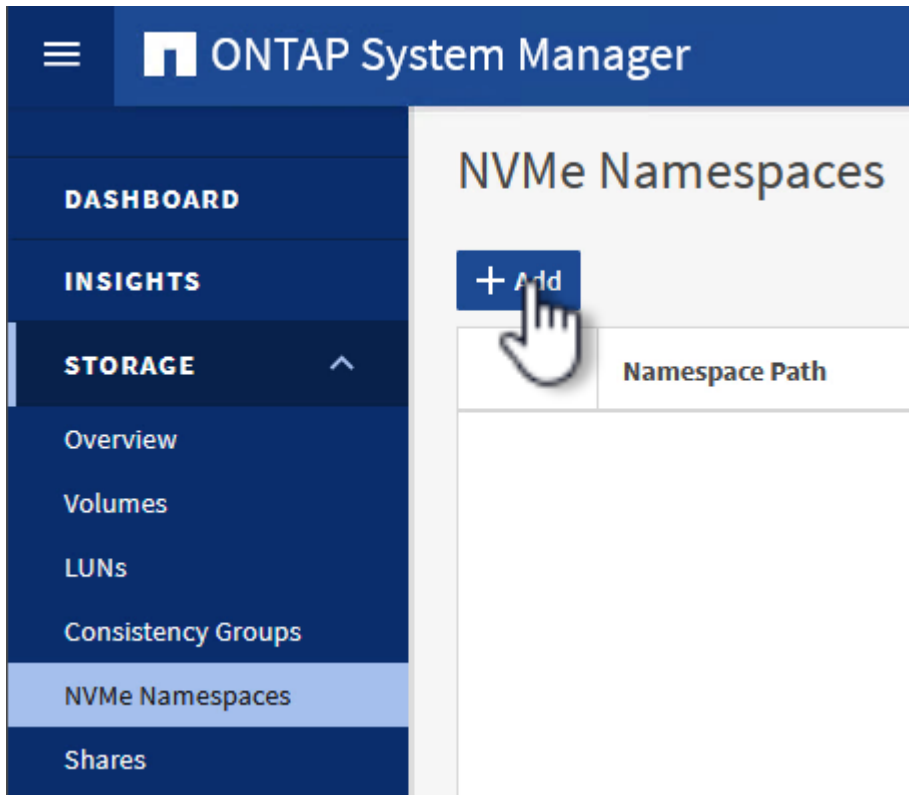 ONTAP System Manager
DASHBOARD
INSIGHTS
STORAGE
Overview
Volumes
LUNs
Consistency Groups
NVMe Namespaces
Shares
NVMe Namespaces
+ Add
Namespace Path